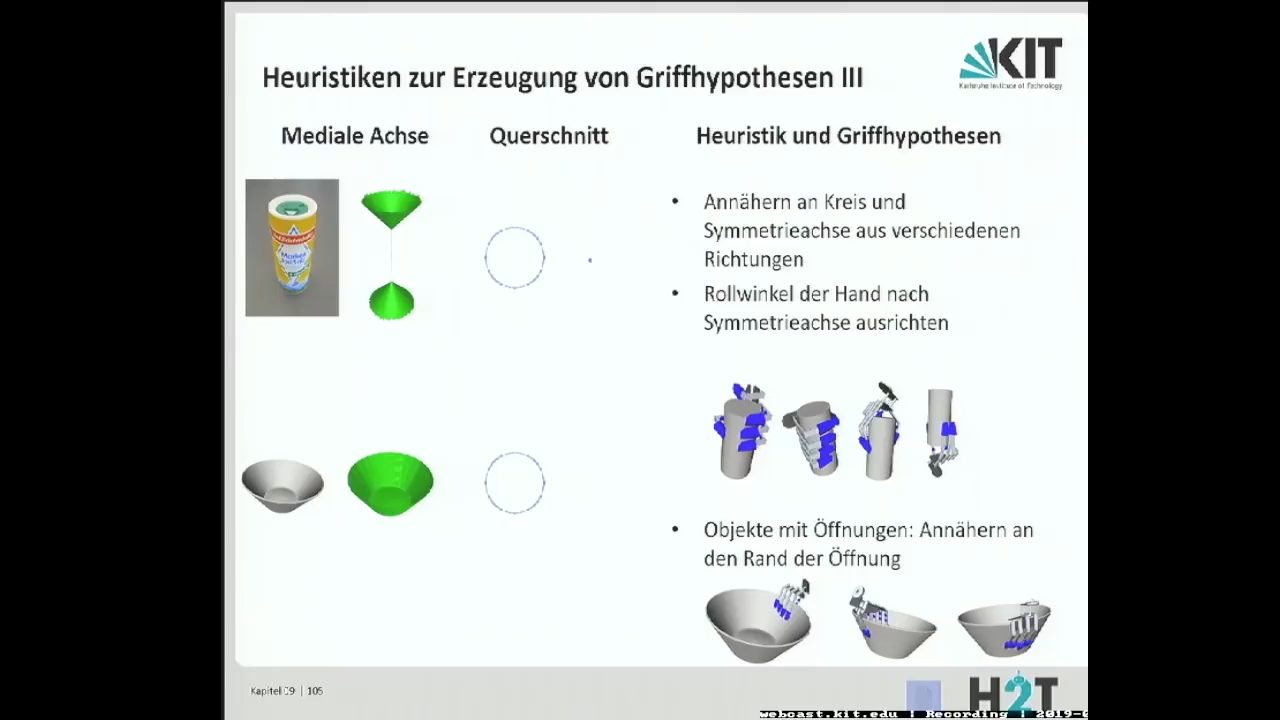 Heuristiken zur Erzeugung von Griffhypothesen III
KIT
Karlsruhe Institute of Technology
Mediale Achse
Querschnitt
Heuristik und Griffhypothesen
• Annähern an Kreis und
Symmetrieachse aus verschiedenen
Richtungen
• Rollwinkel der Hand nach
Symmetrieachse ausrichten
• Objekte mit Öffnungen: Annähern an
den Rand der Öffnung
Kapitel 09 | 105
H2T
webcast.kit.edu | Recording | 2019-0